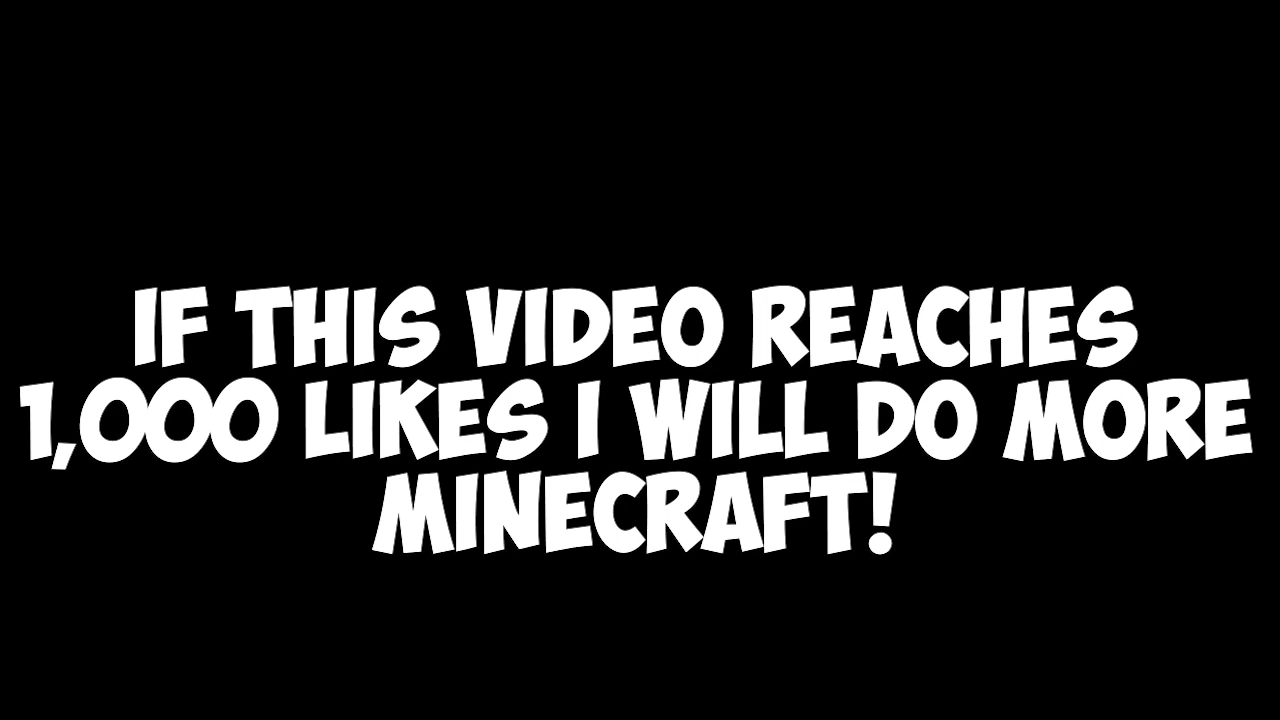 IF THIS VIDEO REACHES
1,000 LIKES I WILL DO MORE
MINECRAFT!